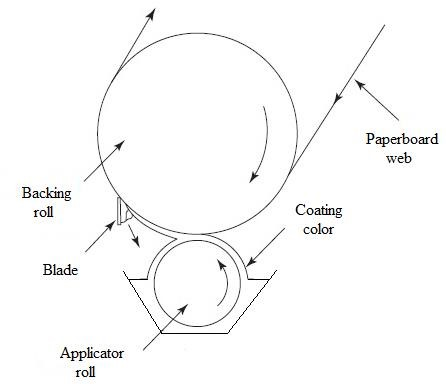 Paperboard
web
Backing
roll
Coating
color
Blade
Applicator
roll